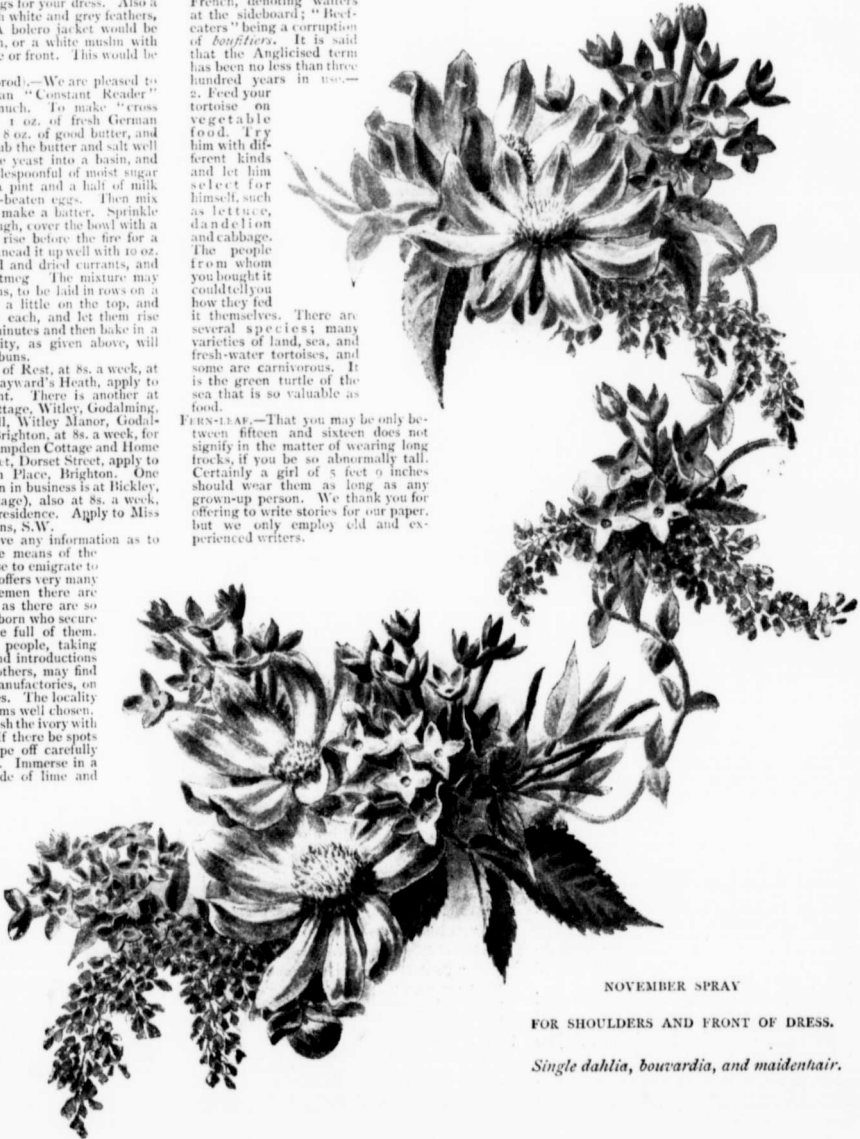 gs for your dress. Also a
white and grey feathers,
A bolero jacket would be
, or a white muslin with
or front. This would be
rod).—We are pleased to
an "Constant Reader"
much. To make "cross
1 oz. of fresh German
8 oz. of good butter, and
ub the butter and salt well
e yeast into a basin, and
lespoonful of moist sugar
a pint and a half of milk
-beaten eggs. Then mix
make a batter. Sprinkle
ugh, cover the bowl with a
rise before the fire for a
nead it up well with 10 oz.
d and dried currants, and
tmeg The mixture may
ns, to be laid in rows on a
a little on the top, and
each, and let them rise
minutes and then bake in a
ity, as given above, will
buns.
of Rest, at 8s. a week, at
ayward's Heath, apply to
nt. There is another at
ttage, Witley, Godalming,
ll, Witley Manor, Godal-
Brighton, at 8s. a week, for
ampden Cottage and Home
t, Dorset Street, apply to
n Place, Brighton. One
n in business is at Bickley,
age), also at 8s. a week,
residence. Apply to Miss
ns, S.W.
ve any information as to
e means of the
e to emigrate to
offers very many
emen there are
as there are so
born who secure
e full of them.
people, taking
nd introductions
others, may find
anufactories, on
s. The locality
ms well chosen.
sh the ivory with
If there be spots
pe off carefully
. Immerse in a
de of lime and
French, denoting waiters
at the sideboard; "Beef-
eaters" being a corruption
of boufitiers. It is said
that the Anglicised term
has been no less than three
hundred years in use.—
2. Feed your
tortoise on
vegetable
food. Try
him with dif-
ferent kinds
and let him
select for
himself, such
as lettuce,
dandelion
and cabbage.
The people
from whom
you bought it
could tell you
how they fed
it themselves. There are
several species; many
varieties of land, sea, and
fresh-water tortoises, and
some are carnivorous. It
is the green turtle of the
sea that is so valuable as
food.
FERN-LEAF.—That you may be only be-
tween fifteen and sixteen does not
signify in the matter of wearing long
frocks, if you be so abnormally tall.
Certainly a girl of 5 feet 9 inches
should wear them as long as any
grown-up person. We thank you for
offering to write stories for our paper,
but we only employ old and ex-
perienced writers.
NOVEMBER SPRAY
FOR SHOULDERS AND FRONT OF DRESS.
Single dahlia, bouvardia, and maidenhair.